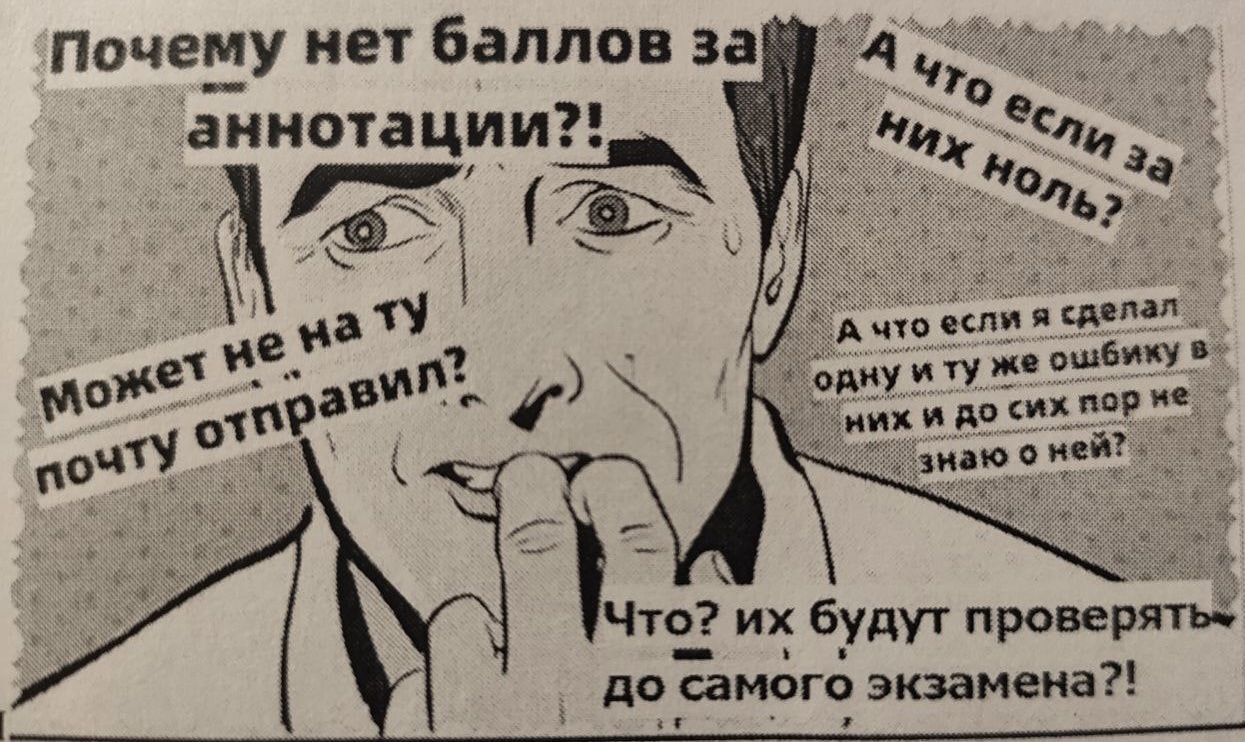 Почему нет баллов за
аннотации?!
А что если за
них ноль?
Может не на ту
почту отправил?
А что если я сделал
одну и ту же ошбику в
них и до сих пор не
знаю о ней?
Что? их будут проверять
до самого экзамена?!